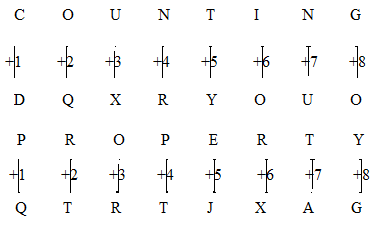 C O U N T I N G
+1 +2 +3 +4 +5 +6 +7 +8
D Q X R Y O U O
P R O P E R T Y
+1 +2 +3 +4 +5 +6 +7 +8
Q T R T J X A G